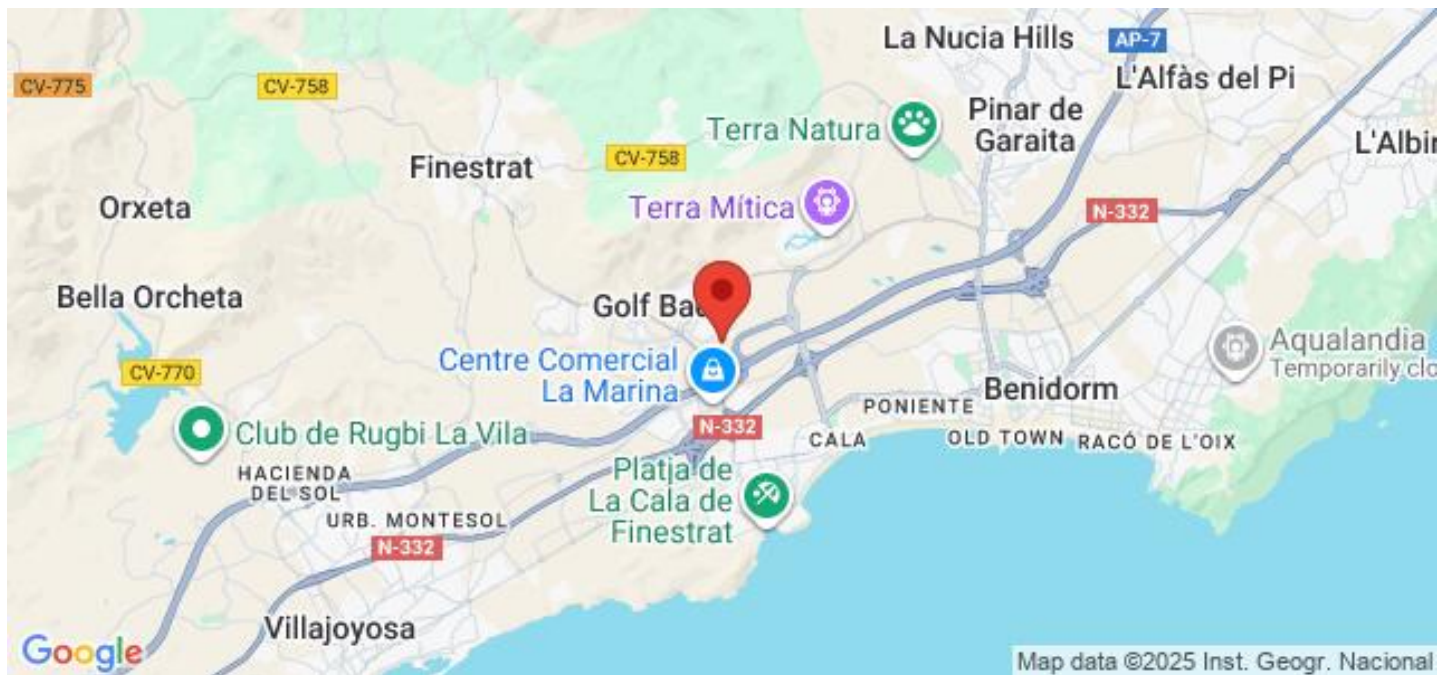 La Nucia Hills
AP-7
CV-775
CV-758
L'Alfàs del Pi
Terra Natura
Pinar de
Garaita
L'Albir
Finestrat
CV-758
Orxeta
Terra Mítica
N-332
Bella Orcheta
Golf Ba
Centre Comercial
La Marina
Aqualandia
Temporarily clo
CV-770
Benidorm
PONIENTE
Club de Rugbi La Vila
N-332
CALA
OLD TOWN
RACÓ DE L'OIX
HACIENDA
DEL SOL
Platja de
La Cala de
Finestrat
URB. MONTESOL
N-332
Villajoyosa
Google
Map data ©2025 Inst. Geogr. Nacional